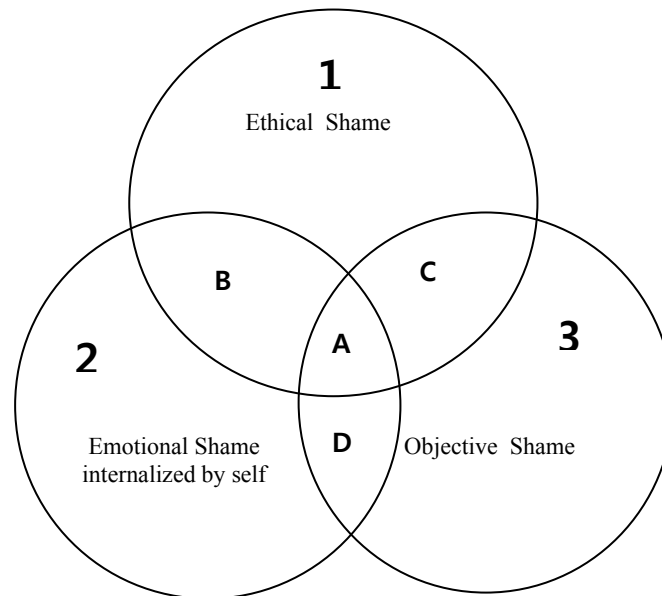 1
Ethical Shame
B
C
A
2
3
D
Emotional Shame
internalized by self
Objective Shame